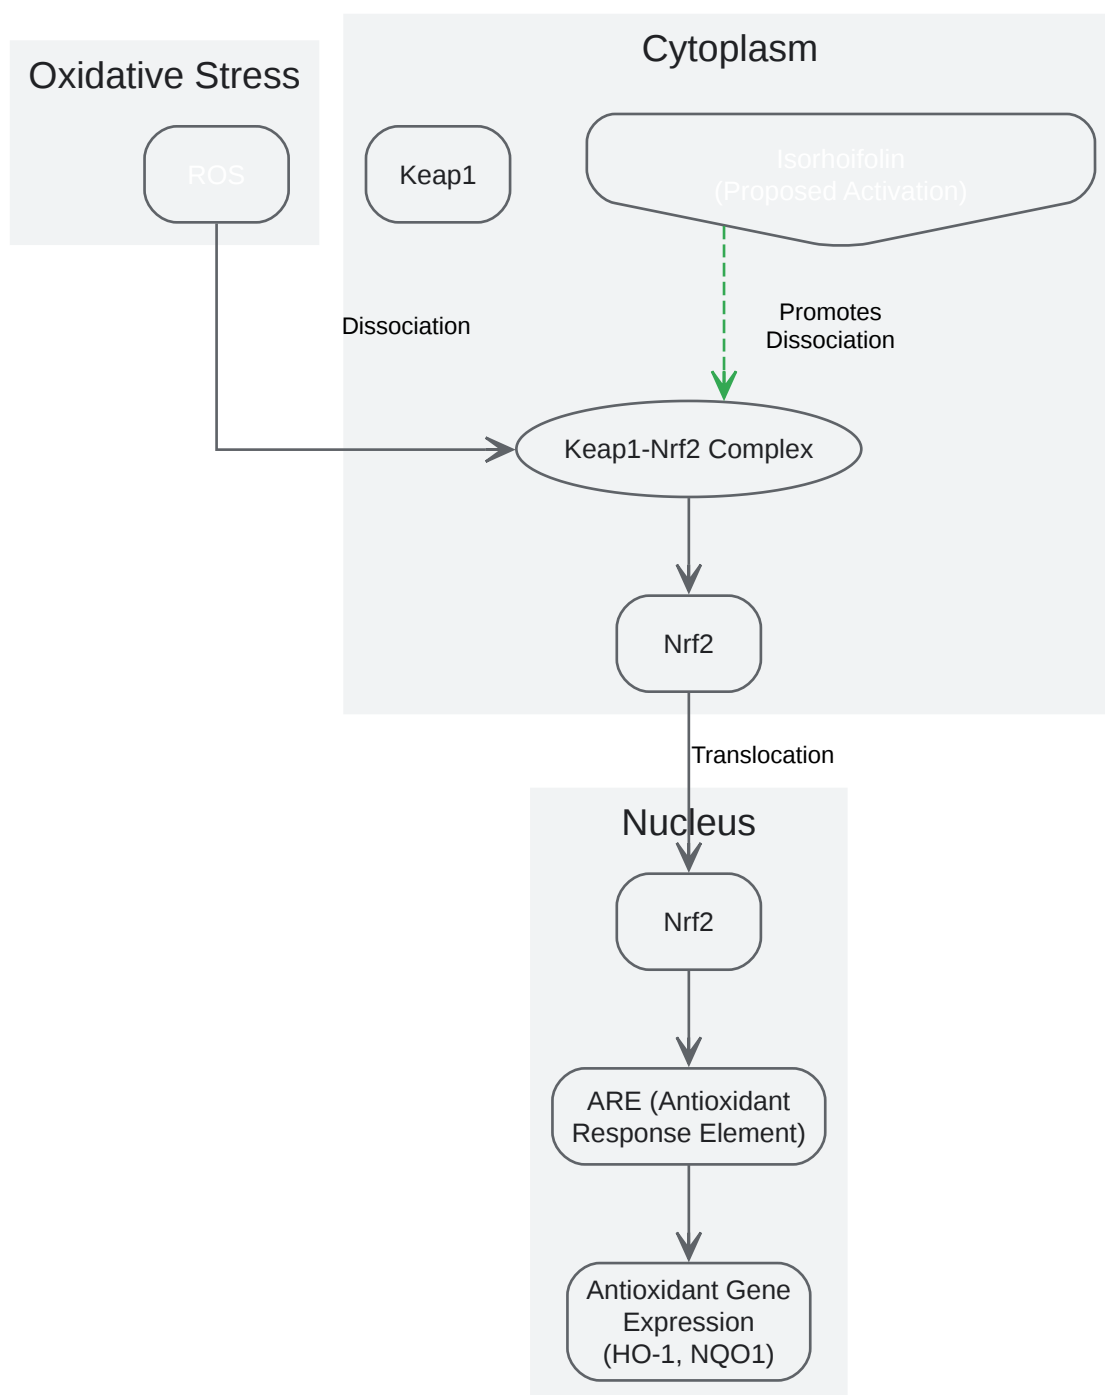 Oxidative Stress
ROS
Cytoplasm
Keap1
Isorhoifolin
(Proposed Activation)
Dissociation
Promotes
Dissociation
Keap1-Nrf2 Complex
Nrf2
Translocation
Nucleus
Nrf2
ARE (Antioxidant
Response Element)
Antioxidant Gene
Expression
(HO-1, NQO1)